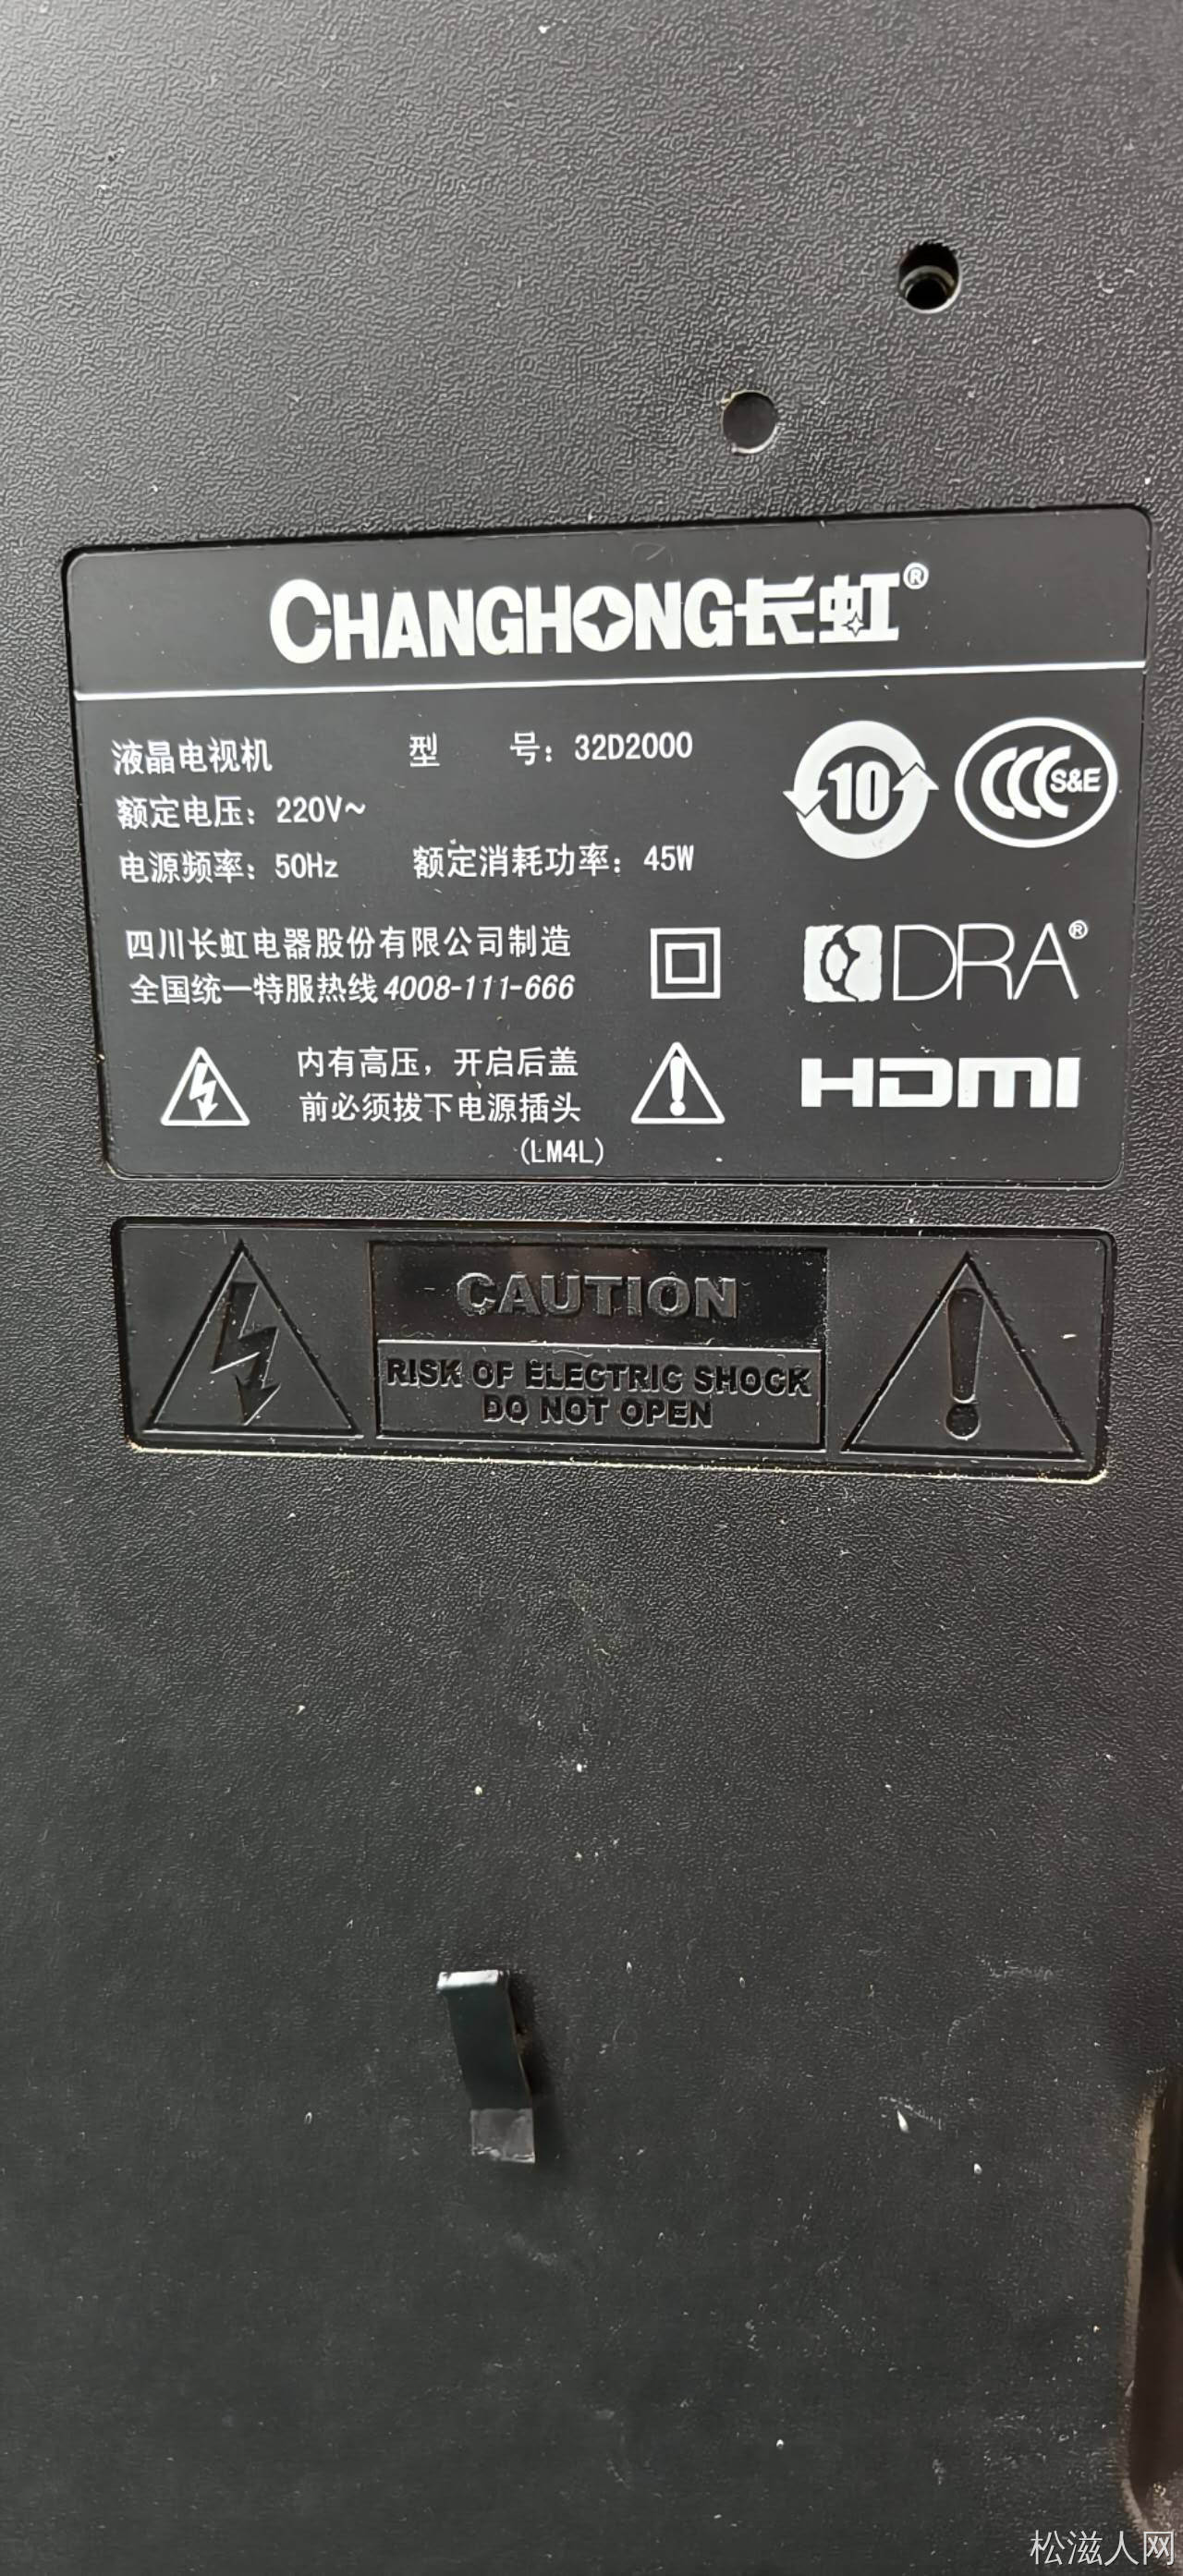 CHANGHONG长虹®
液晶电视机 型 号：32D2000
额定电压：220V~
电源频率：50Hz 额定消耗功率：45W
10
CCC S&E
四川长虹电器股份有限公司制造
全国统一特服热线4008-111-666
DRA®
内有高压，开启后盖
前必须拔下电源插头
(LM4L)
HDMI
CAUTION
RISK OF ELECTRIC SHOCK
DO NOT OPEN
松滋人网